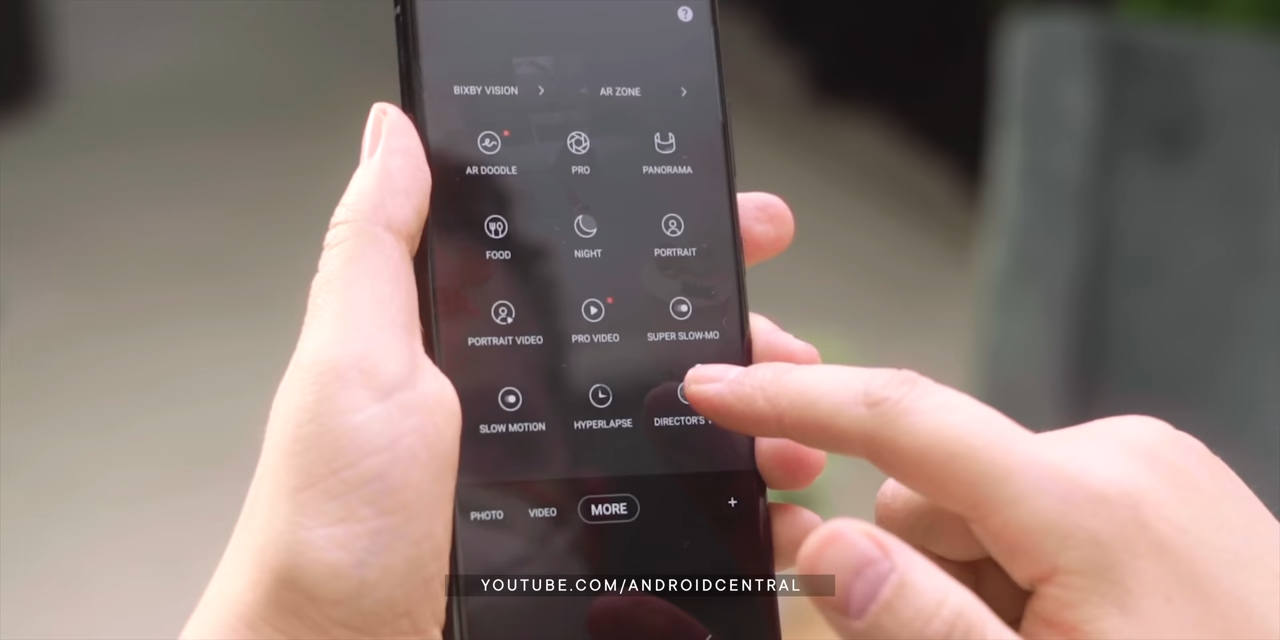 ?
BIXBY VISION >
AR ZONE >
AR DOODLE
PRO
PANORAMA
FOOD
NIGHT
PORTRAIT
PORTRAIT VIDEO
PRO VIDEO
SUPER SLOW-MO
SLOW MOTION
HYPERLAPSE
DIRECTOR'S
PHOTO
VIDEO
MORE
+
YOUTUBE.COM/ANDROIDCENTRAL